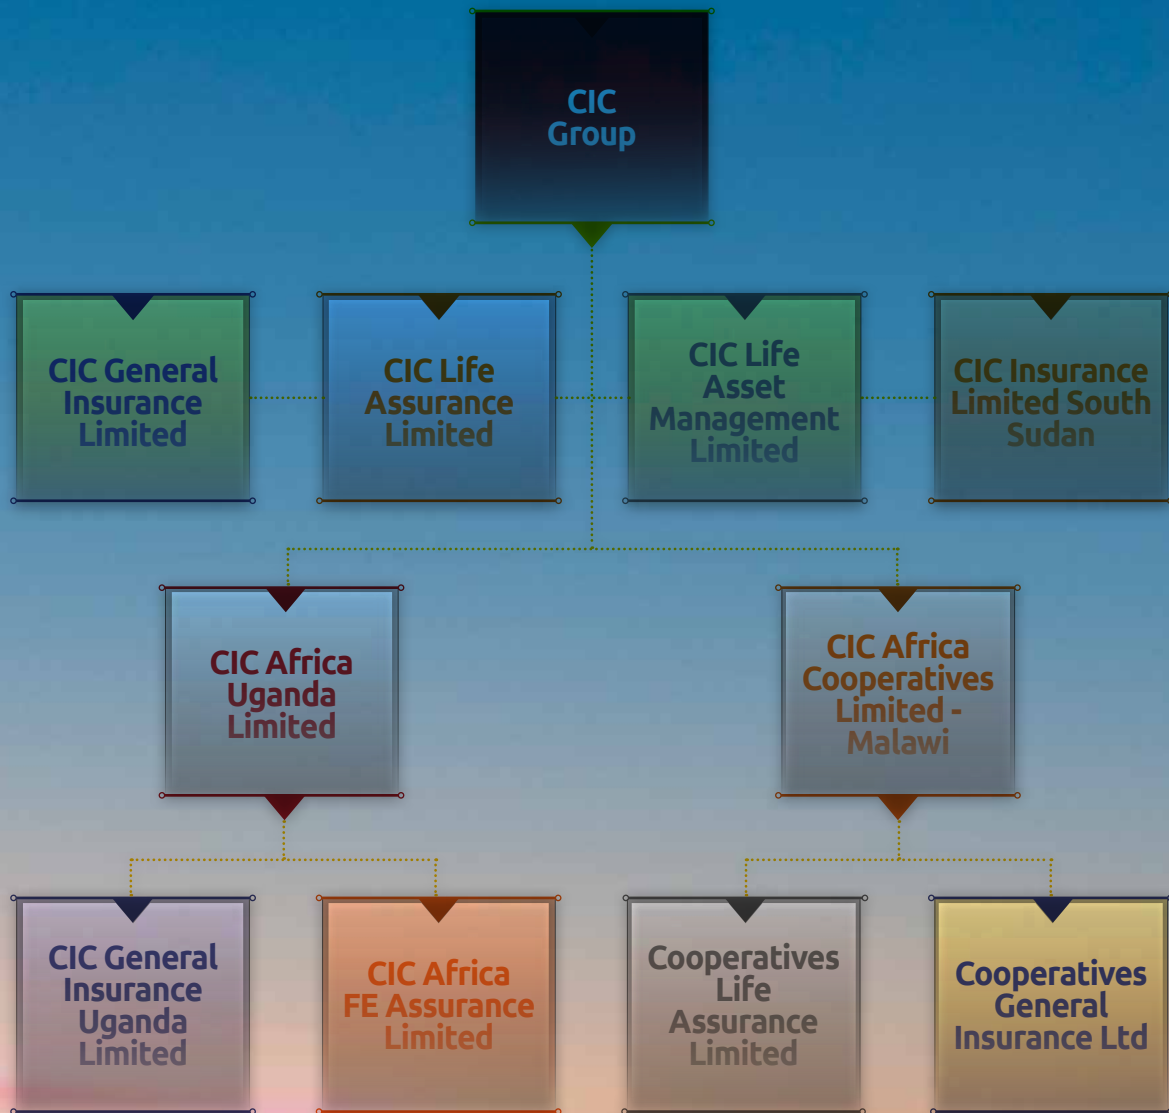 CIC
Group
CIC General
Insurance
Limited
CIC Life
Assurance
Limited
CIC Life
Asset
Management
Limited
CIC Insurance
Limited South
Sudan
CIC Africa
Uganda
Limited
CIC Africa
Cooperatives
Limited -
Malawi
CIC General
Insurance
Uganda
Limited
CIC Africa
FE Assurance
Limited
Cooperatives
Life
Assurance
Limited
Cooperatives
General
Insurance Ltd